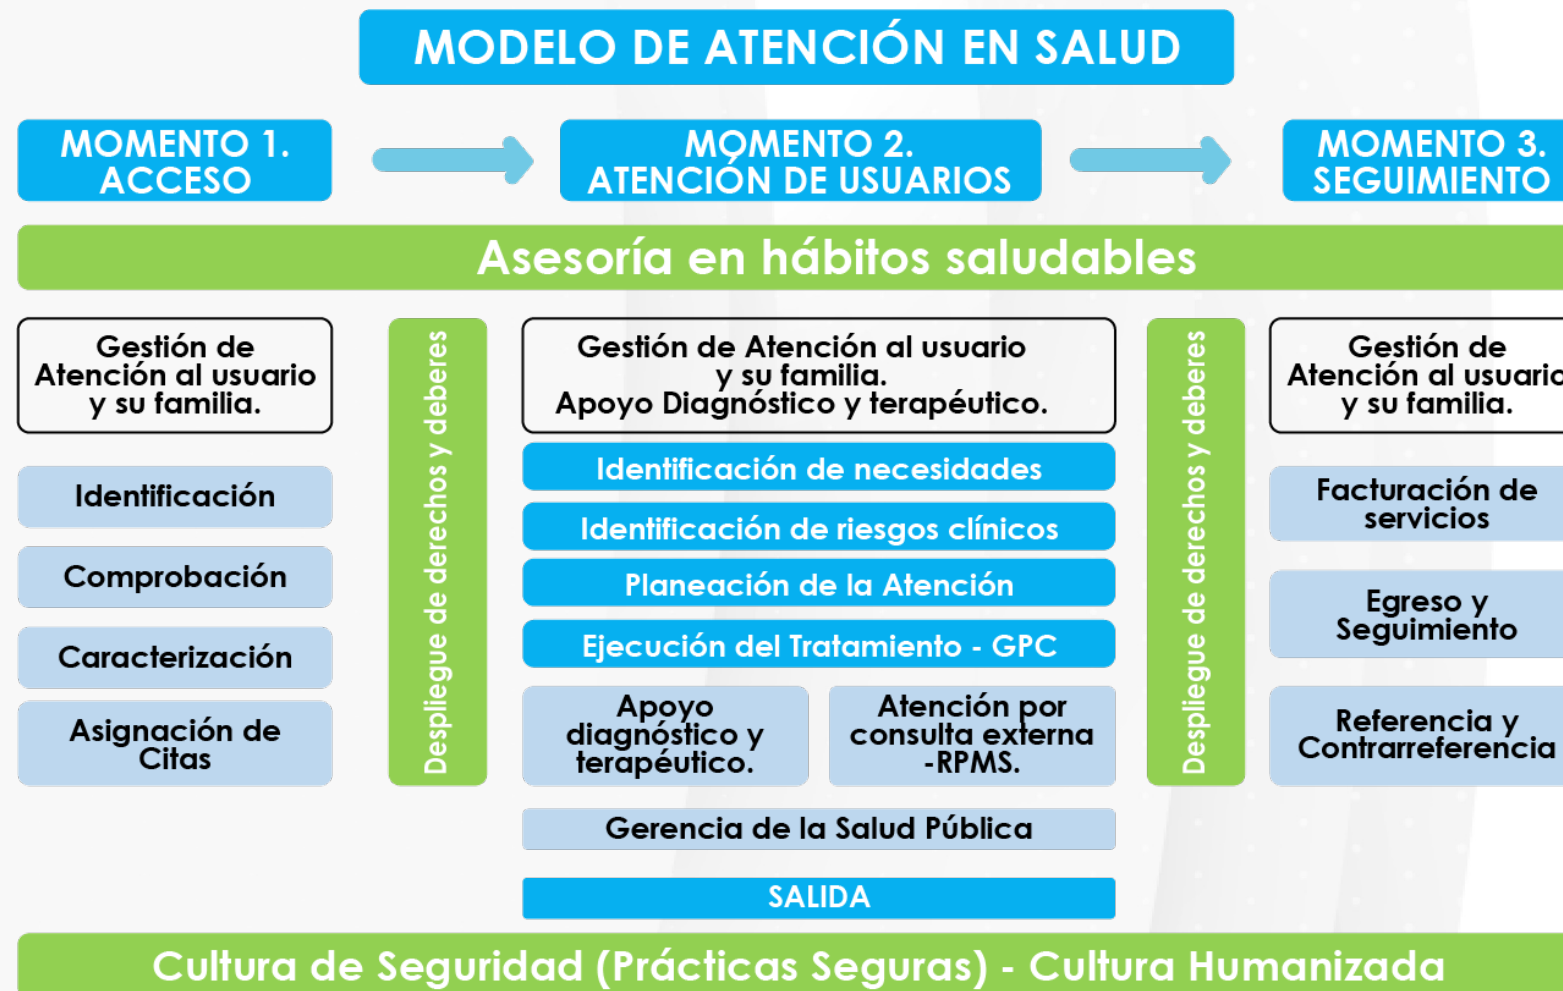 MODELO DE ATENCIÓN EN SALUD
MOMENTO 1.
ACCESO
MOMENTO 2.
ATENCIÓN DE USUARIOS
MOMENTO 3.
SEGUIMIENTO
Asesoría en hábitos saludables
Gestión de
Atención al usuario
y su familia.
Identificación
Comprobación
Caracterización
Asignación de
Citas
Despliegue de derechos y deberes
Gestión de Atención al usuario
y su familia.
Apoyo Diagnóstico y terapéutico.
Identificación de necesidades
Identificación de riesgos clínicos
Planeación de la Atención
Ejecución del Tratamiento - GPC
Apoyo
diagnóstico y
terapéutico.
Atención por
consulta externa
-RPMS.
Gerencia de la Salud Pública
SALIDA
Despliegue de derechos y deberes
Gestión de
Atención al usuario
y su familia.
Facturación de
servicios
Egreso y
Seguimiento
Referencia y
Contrarreferencia
Cultura de Seguridad (Prácticas Seguras) - Cultura Humanizada